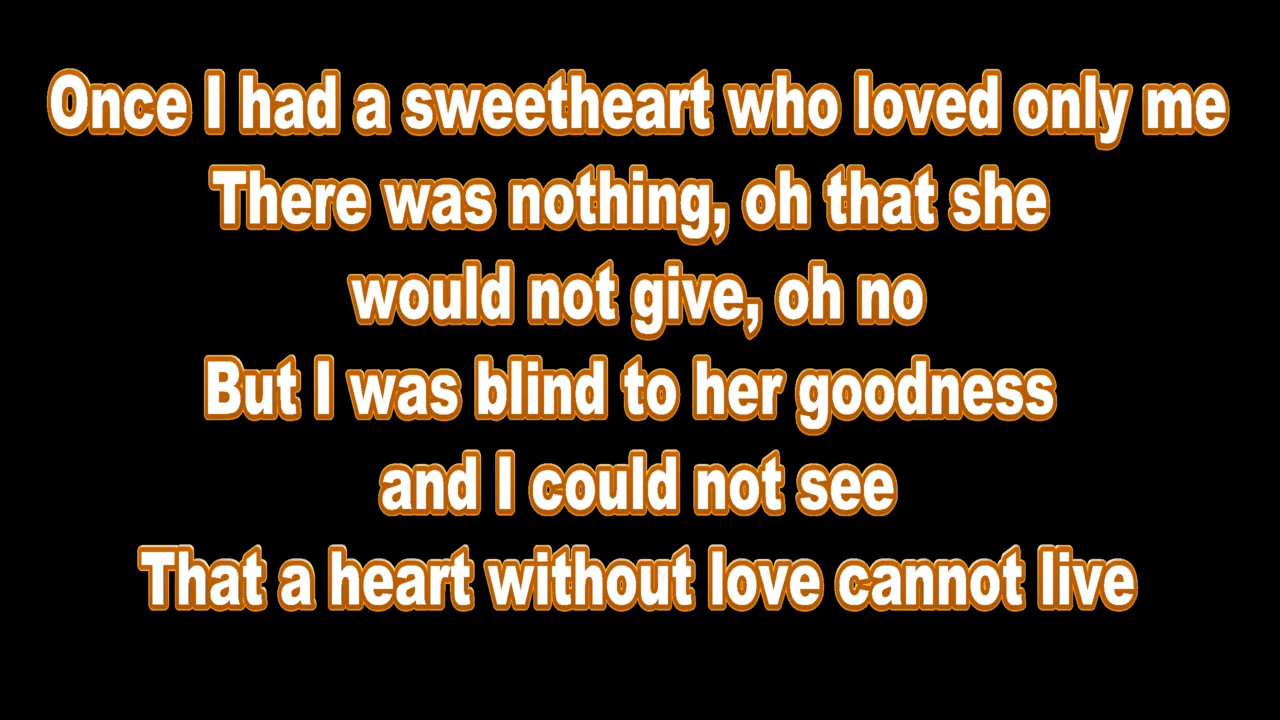 Once I had a sweetheart who loved only me
There was nothing, oh that she
would not give, oh no
But I was blind to her goodness
and I could not see
That a heart without love cannot live